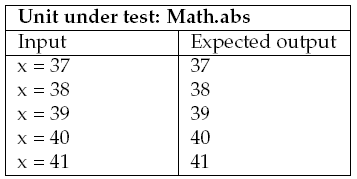 Unit under test: Math.abs
Input Expected output
x = 37 37
x = 38 38
x = 39 39
x = 40 40
x = 41 41